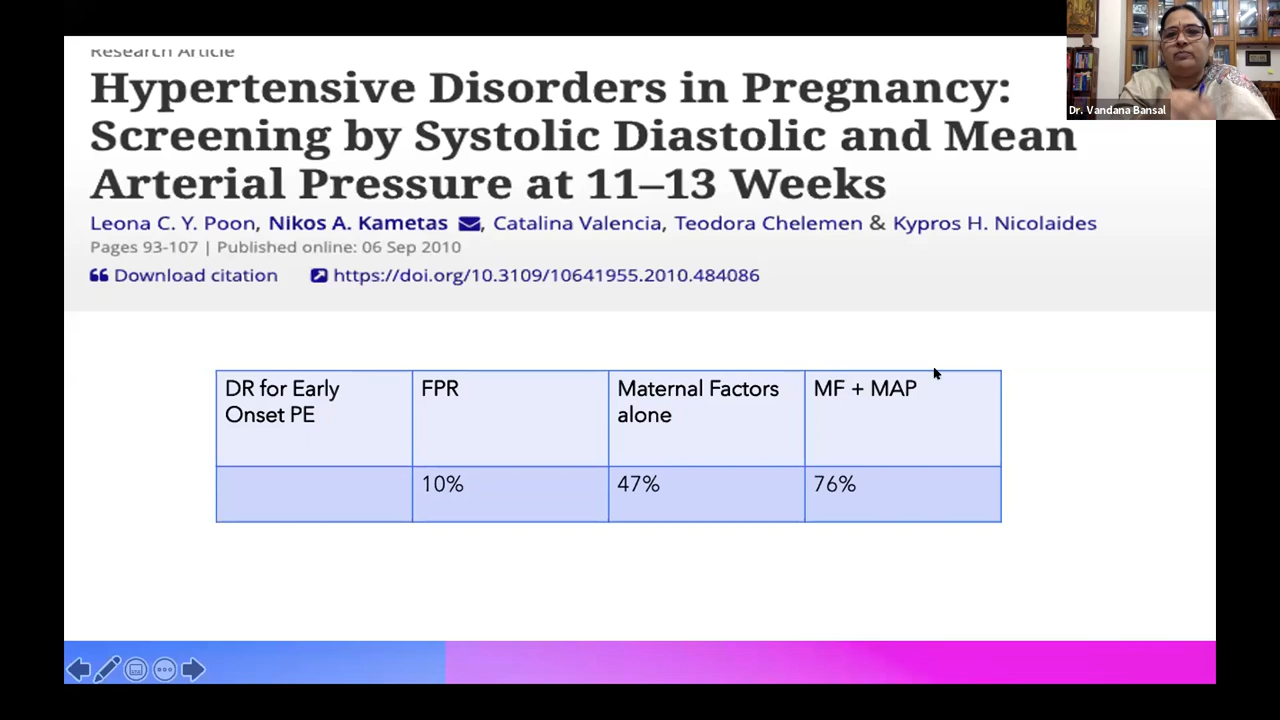 Research Article
Hypertensive Disorders in Pregnancy:
Screening by Systolic Diastolic and Mean
Arterial Pressure at 11–13 Weeks
Leona C. Y. Poon, Nikos A. Kametas, Catalina Valencia, Teodora Chelemen & Kypros H. Nicolaides
Pages 93-107 | Published online: 06 Sep 2010
Download citation https://doi.org/10.3109/10641955.2010.484086
Dr. Vandana Bansal
DR for Early
Onset PE
FPR
Maternal Factors
alone
MF + MAP
10%
47%
76%